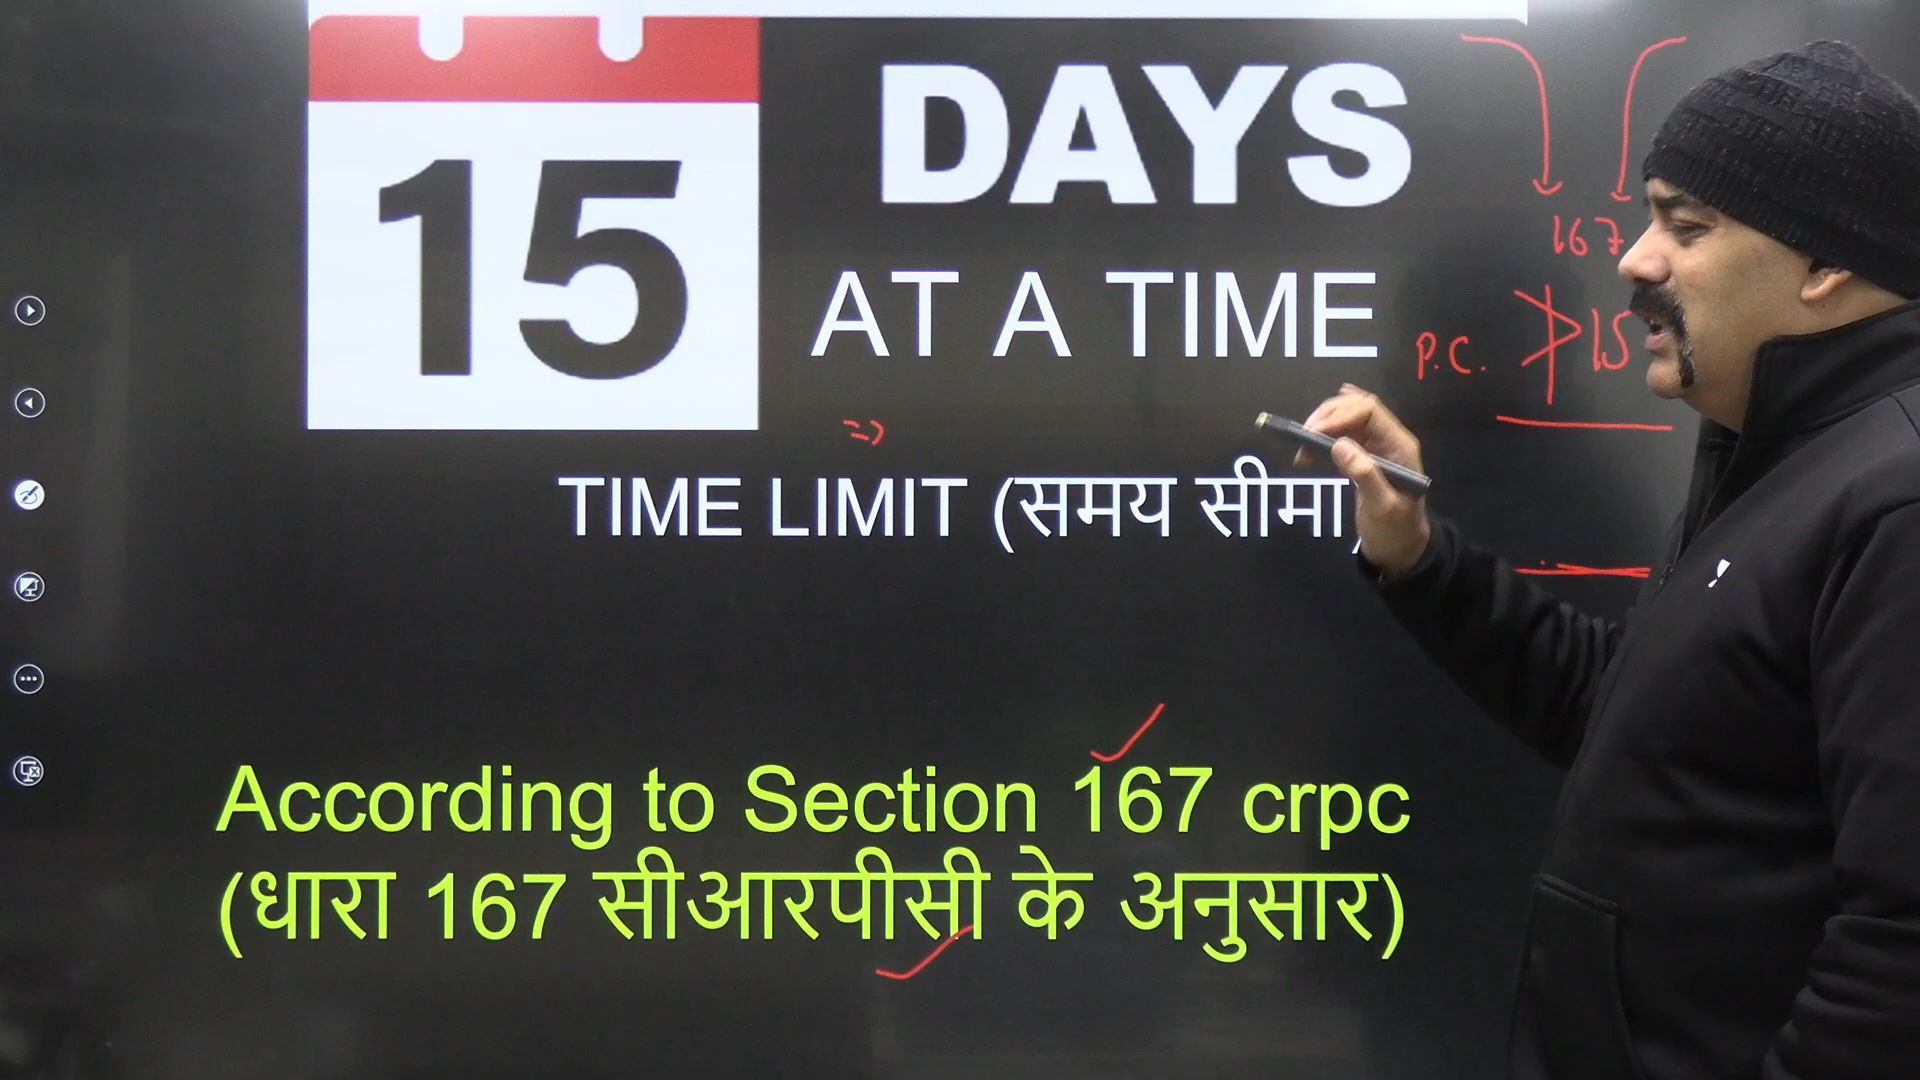 15
DAYS
AT A TIME
167
P.C. ≯ 15
=>
TIME LIMIT (समय सीमा)
According to Section 167 crpc
(धारा 167 सीआरपीसी के अनुसार)